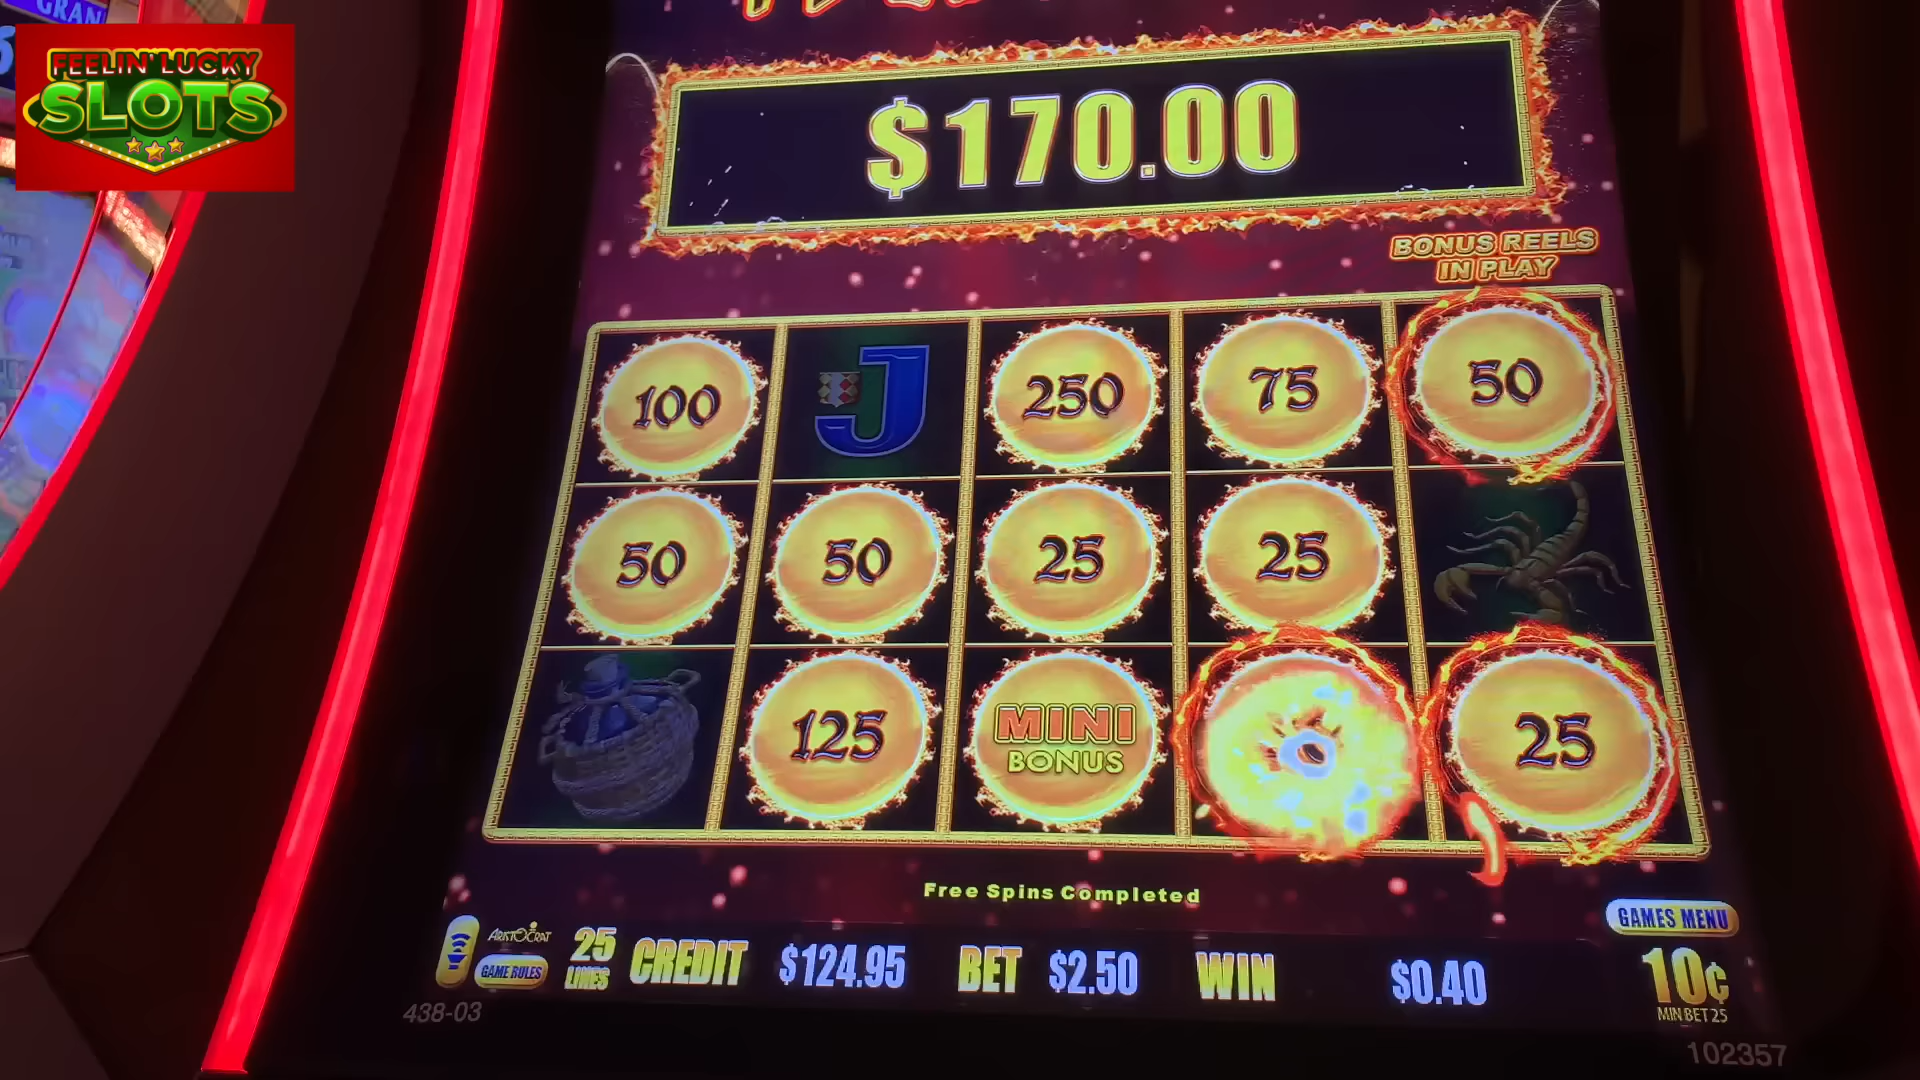 GRAN
FEELIN' LUCKY
SLOTS
$170.00
BONUS REELS
IN PLAY
100
J
250
75
50
50
50
25
25
125
MINI
BONUS
25
Free Spins Completed
ARISTOCRAT
GAME RULES
25
LINES
CREDIT $124.95 BET $2.50 WIN $0.40
GAMES MENU
10¢
MIN BET 25
438-03
102357